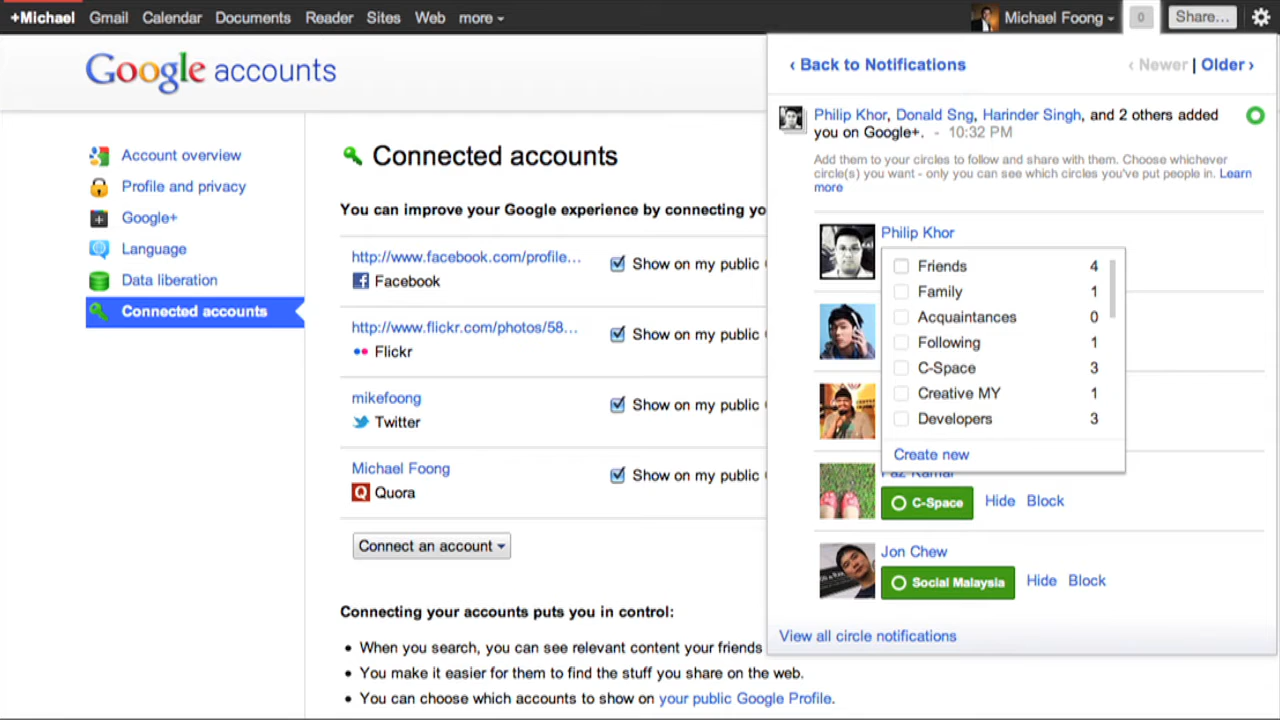 +Michael Gmail Calendar Documents Reader Sites Web more
Michael Foong 0 Share...
Google accounts
Account overview
Profile and privacy
Google+
Language
Data liberation
Connected accounts
Connected accounts
You can improve your Google experience by connecting yo
http://www.facebook.com/profile...
Facebook
Show on my public
http://www.flickr.com/photos/58...
Flickr
Show on my public
mikefoong
Twitter
Show on my public
Michael Foong
Quora
Show on my public
Connect an account
Connecting your accounts puts you in control:
• When you search, you can see relevant content your friends
• You make it easier for them to find the stuff you share on the web.
• You can choose which accounts to show on your public Google Profile.
‹ Back to Notifications
‹ Newer | Older ›
Philip Khor, Donald Sng, Harinder Singh, and 2 others added
you on Google+. - 10:32 PM
Add them to your circles to follow and share with them. Choose whichever
circle(s) you want - only you can see which circles you've put people in. Learn
more
Philip Khor
Friends 4
Family 1
Acquaintances 0
Following 1
C-Space 3
Creative MY 1
Developers 3
Create new
C-Space Hide Block
Jon Chew
Social Malaysia Hide Block
View all circle notifications